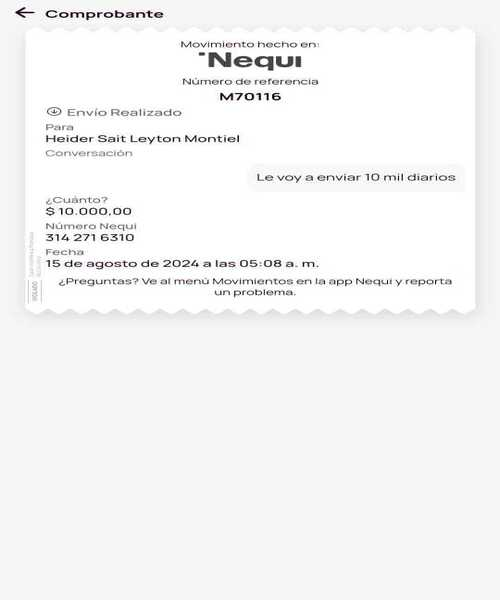 Comprobante
Movimiento hecho en:
Nequi
Número de referencia
M70116
Envío Realizado
Para
Heider Sait Leyton Montiel
Conversación
Le voy a enviar 10 mil diarios
¿Cuánto?
$ 10.000,00
Número Nequi
314 271 6310
Fecha
15 de agosto de 2024 a las 05:08 a. m.
¿Preguntas? Ve al menú Movimientos en la app Nequi y reporta
un problema.